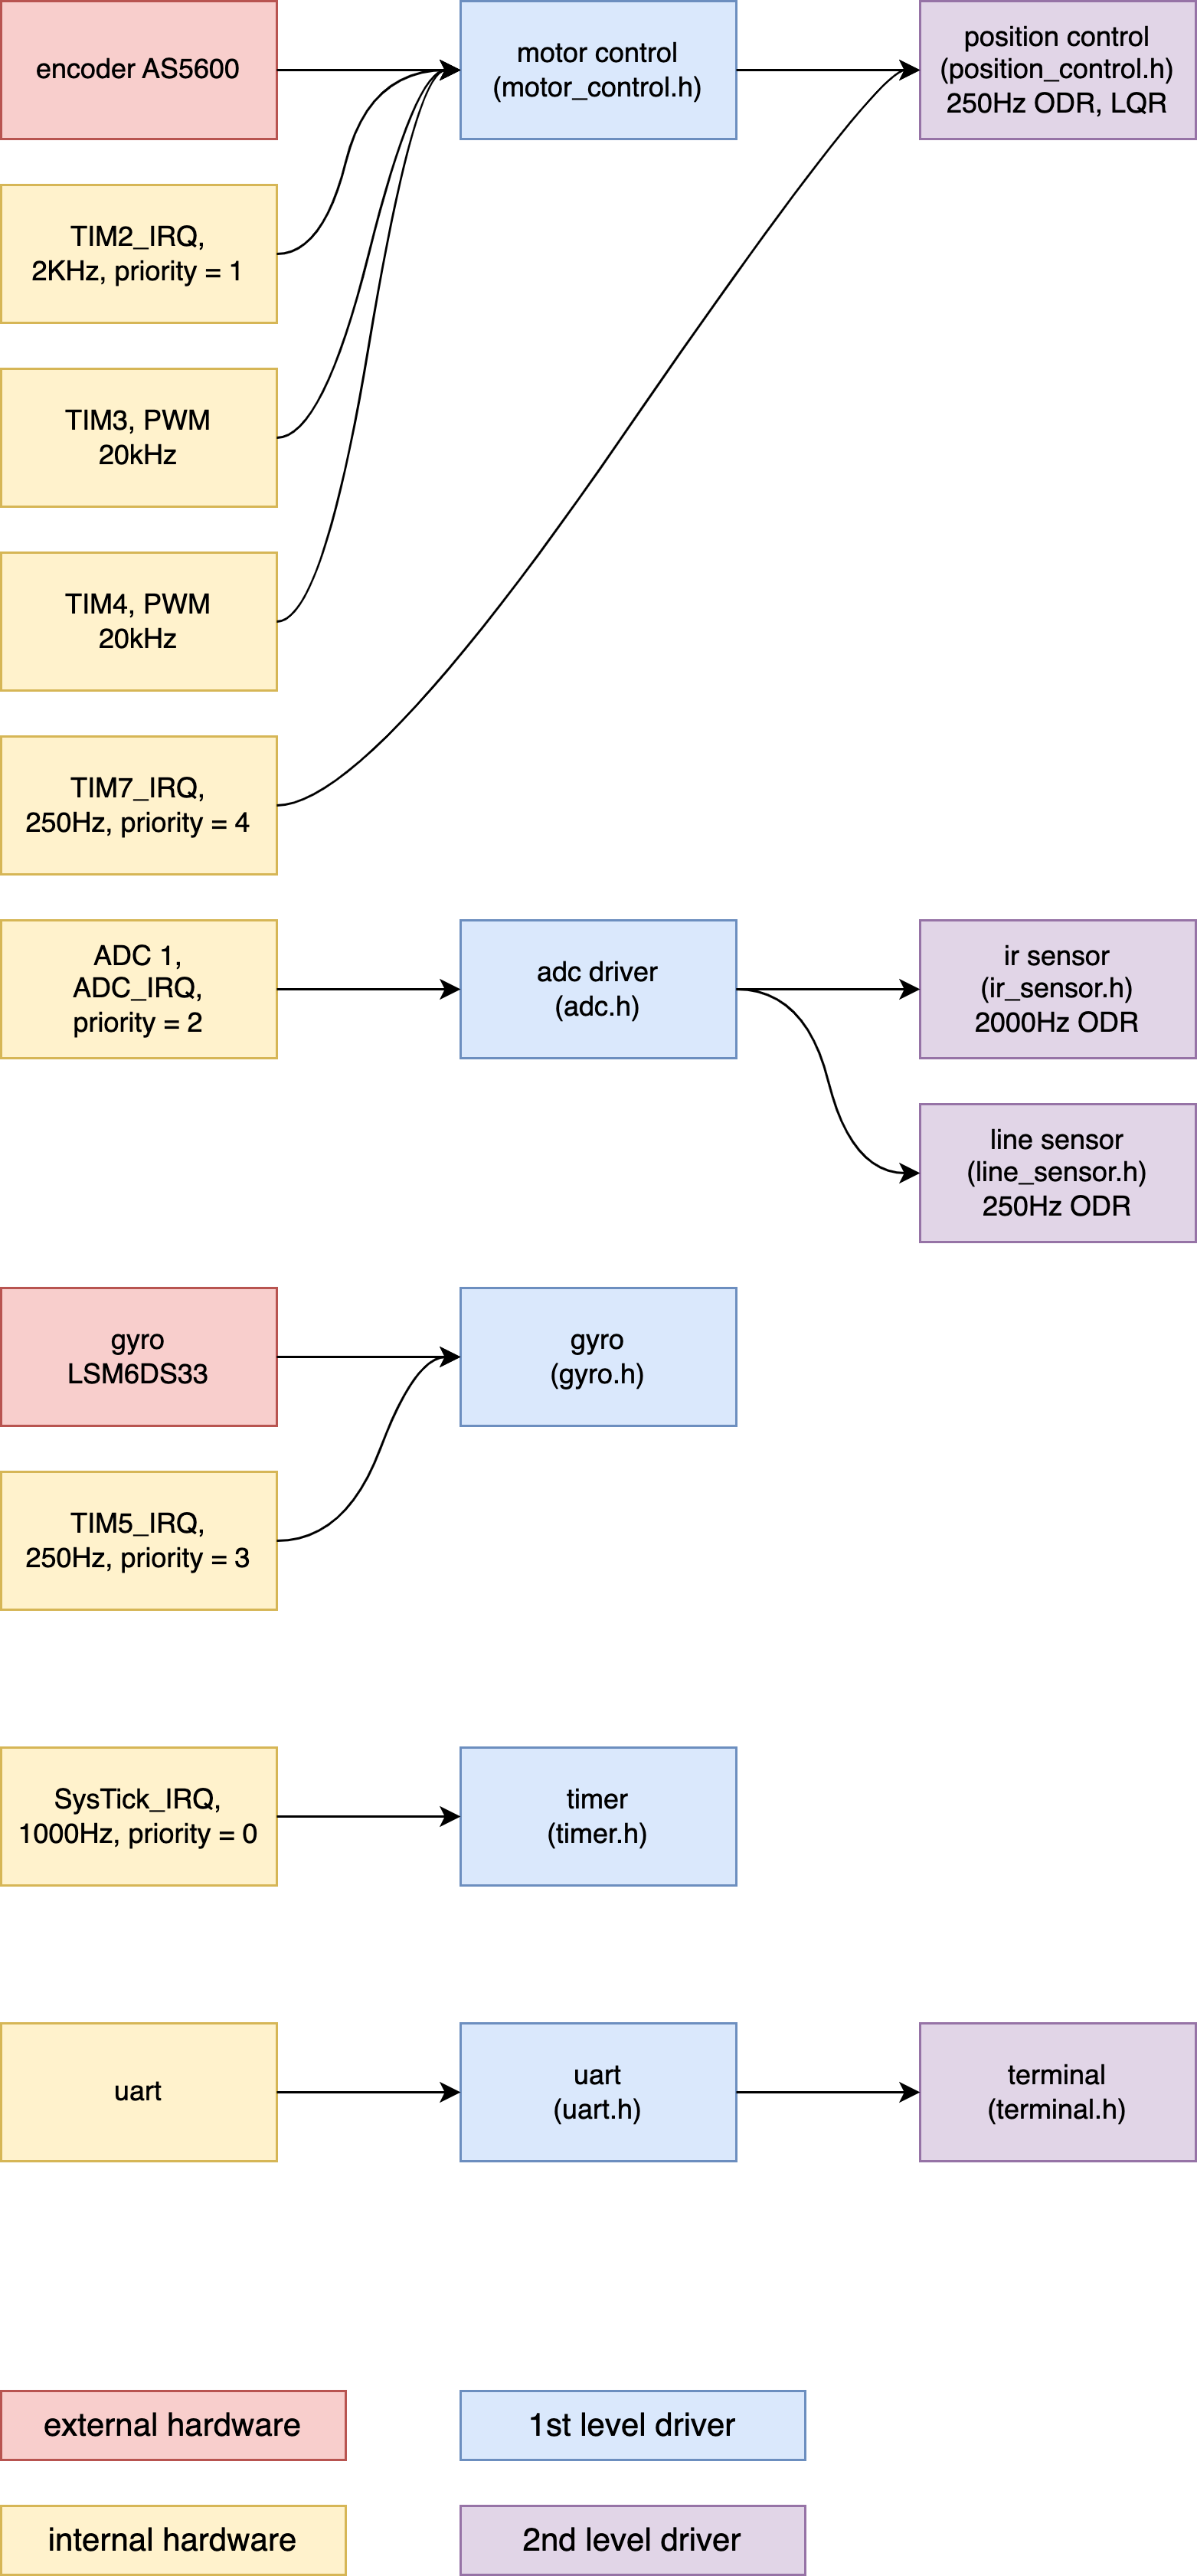 encoder AS5600
motor control
(motor_control.h)
position control
(position_control.h)
250Hz ODR, LQR
TIM2_IRQ,
2KHz, priority = 1
TIM3, PWM
20kHz
TIM4, PWM
20kHz
TIM7_IRQ,
250Hz, priority = 4
ADC 1,
ADC_IRQ,
priority = 2
adc driver
(adc.h)
ir sensor
(ir_sensor.h)
2000Hz ODR
line sensor
(line_sensor.h)
250Hz ODR
gyro
LSM6DS33
gyro
(gyro.h)
TIM5_IRQ,
250Hz, priority = 3
SysTick_IRQ,
1000Hz, priority = 0
timer
(timer.h)
uart
uart
(uart.h)
terminal
(terminal.h)
external hardware
1st level driver
internal hardware
2nd level driver